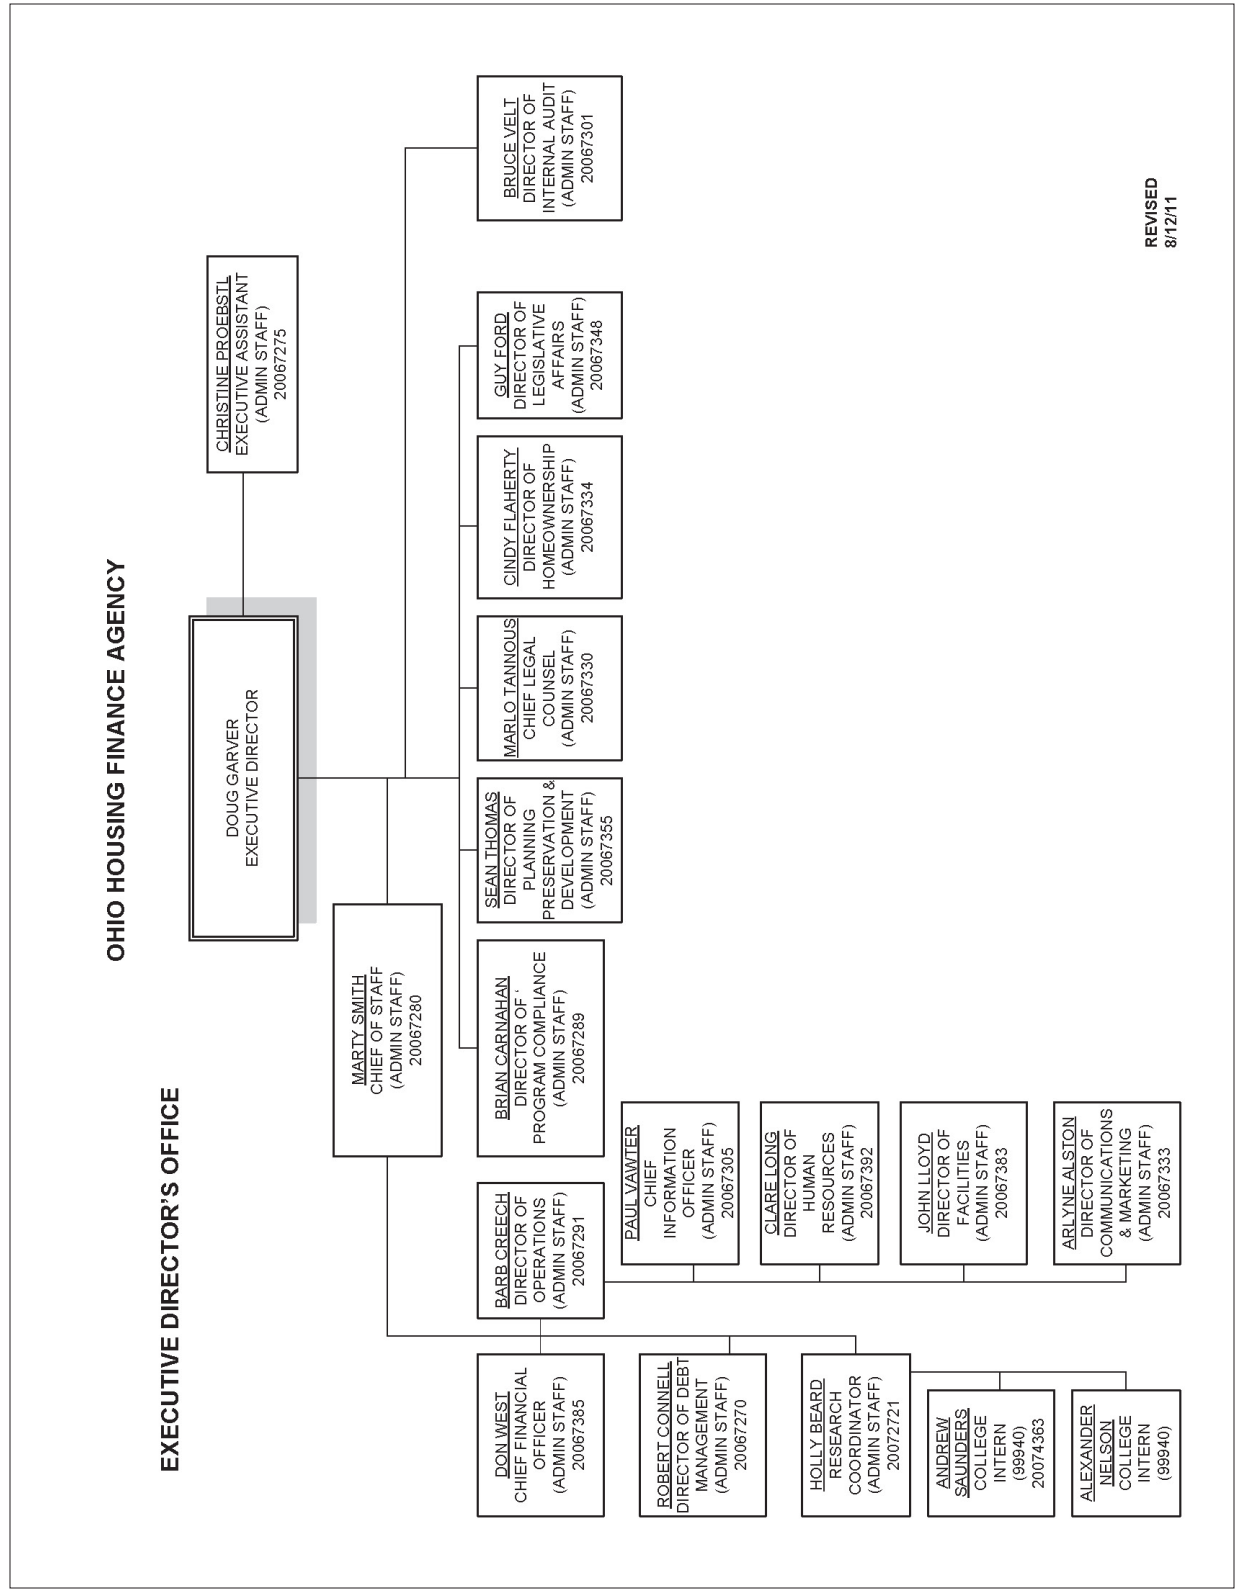 OHIO HOUSING FINANCE AGENCY
EXECUTIVE DIRECTOR'S OFFICE
DOUG GARVER
EXECUTIVE DIRECTOR
CHRISTINE PROEBSTL
EXECUTIVE ASSISTANT
(ADMIN STAFF)
20067275
MARTY SMITH
CHIEF OF STAFF
(ADMIN STAFF)
20067280
DON WEST
CHIEF FINANCIAL
OFFICER
(ADMIN STAFF)
20067385
BARB CREECH
DIRECTOR OF
OPERATIONS
(ADMIN STAFF)
20067291
BRIAN CARNAHAN
DIRECTOR OF '
PROGRAM COMPLIANCE
(ADMIN STAFF)
20067289
SEAN THOMAS
DIRECTOR OF
PLANNING
PRESERVATION &
DEVELOPMENT
(ADMIN STAFF)
20067355
MARLO TANNOUS
CHIEF LEGAL
COUNSEL
(ADMIN STAFF)
20067330
CINDY FLAHERTY
DIRECTOR OF
HOMEOWNERSHIP
(ADMIN STAFF)
20067334
GUY FORD
DIRECTOR OF
LEGISLATIVE
AFFAIRS
(ADMIN STAFF)
20067348
BRUCE VELT
DIRECTOR OF
INTERNAL AUDIT
(ADMIN STAFF)
20067301
ROBERT CONNELL
DIRECTOR OF DEBT
MANAGEMENT
(ADMIN STAFF)
20067270
PAUL VAWTER
CHIEF
INFORMATION
OFFICER
(ADMIN STAFF)
20067305
HOLLY BEARD
RESEARCH
COORDINATOR
(ADMIN STAFF)
20072721
CLARE LONG
DIRECTOR OF
HUMAN
RESOURCES
(ADMIN STAFF)
20067392
ANDREW
SAUNDERS
COLLEGE
INTERN
(99940)
20074363
JOHN LLOYD
DIRECTOR OF
FACILITIES
(ADMIN STAFF)
20067383
ALEXANDER
NELSON
COLLEGE
INTERN
(99940)
ARLYNE ALSTON
DIRECTOR OF
COMMUNICATIONS
& MARKETING
(ADMIN STAFF)
20067333
REVISED
8/12/11